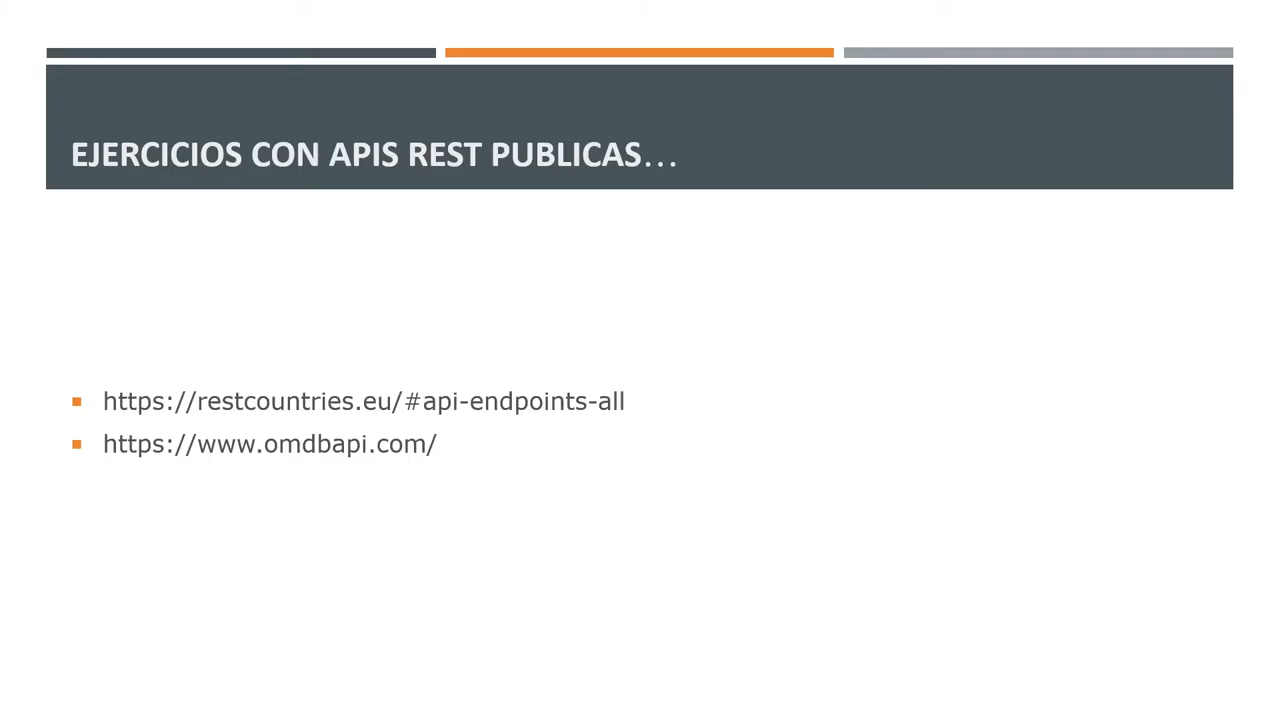 EJERCICIOS CON APIS REST PUBLICAS...
https://restcountries.eu/#api-endpoints-all
https://www.omdbapi.com/